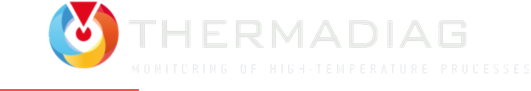 THERMADIAG
MONITORING OF HIGH-TEMPERATURE PROCESSES